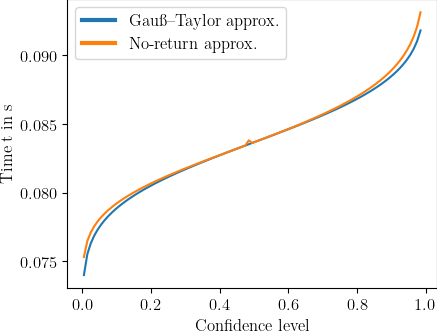 Gauß–Taylor approx.
No-return approx.
Time t in s
0.090
0.085
0.080
0.075
0.0 0.2 0.4 0.6 0.8 1.0
Confidence level